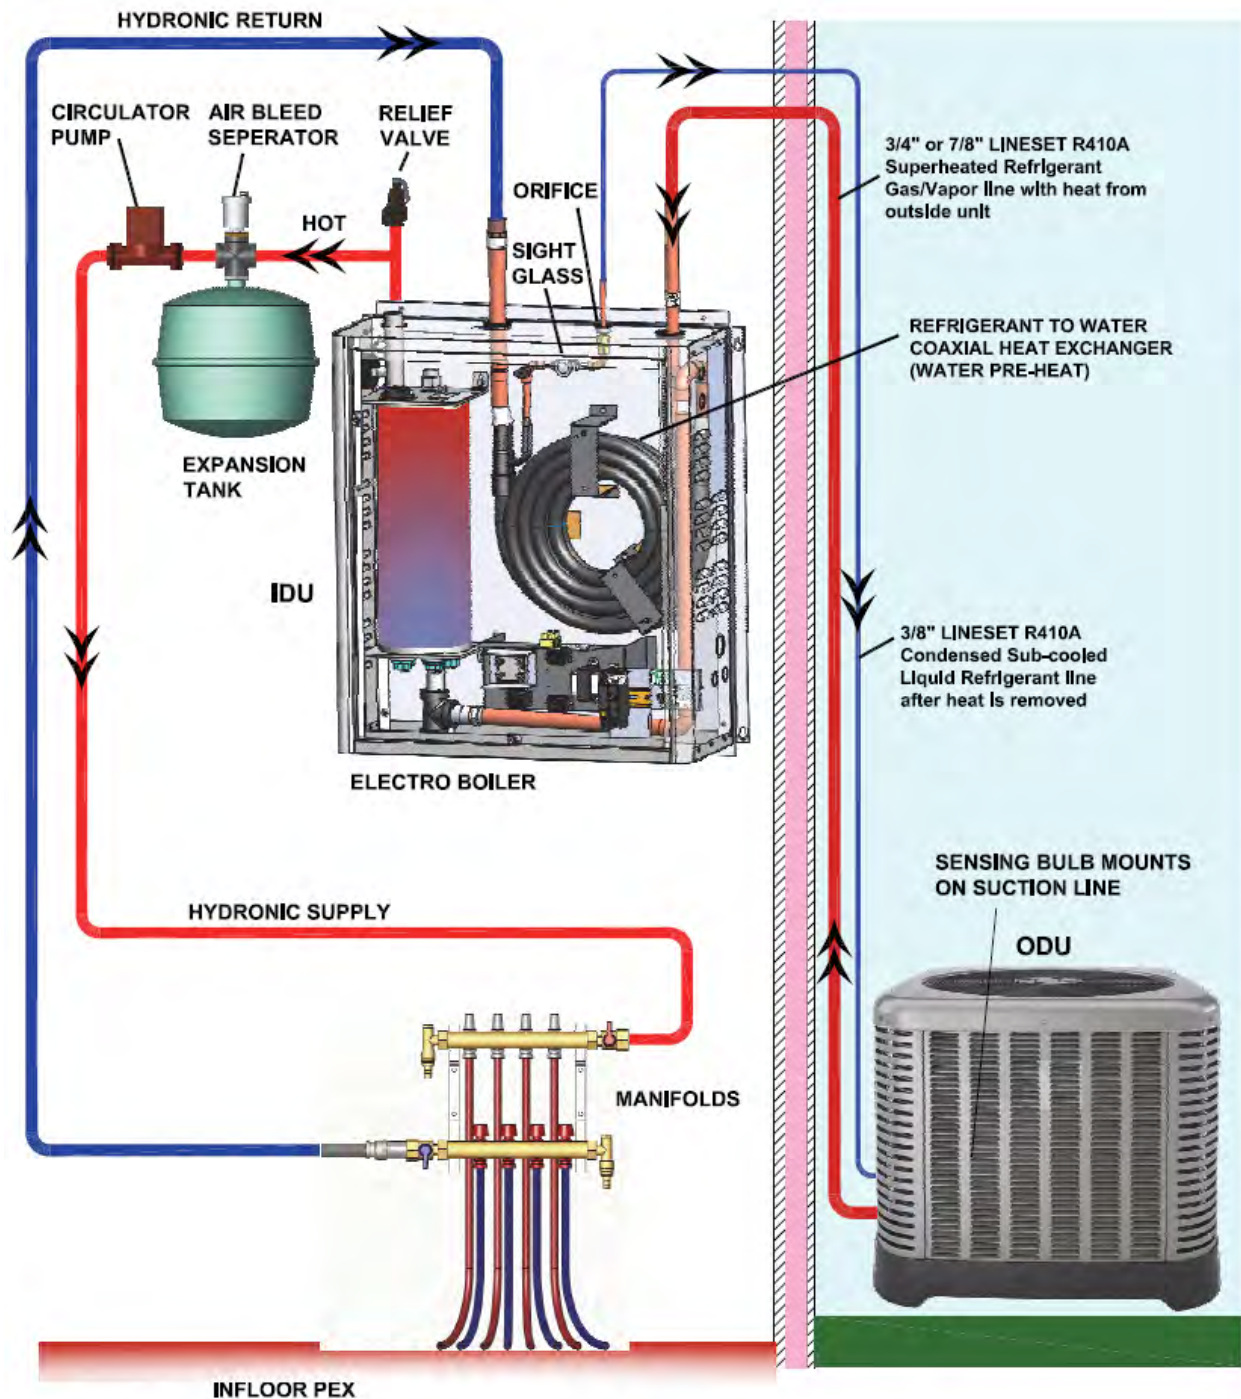 HYDRONIC RETURN
CIRCULATOR
PUMP
AIR BLEED
SEPERATOR
RELIEF
VALVE
HOT
ORIFICE
SIGHT
GLASS
3/4" or 7/8" LINESET R410A
Superheated Refrigerant
Gas/Vapor line with heat from
outside unit
REFRIGERANT TO WATER
COAXIAL HEAT EXCHANGER
(WATER PRE-HEAT)
EXPANSION
TANK
IDU
3/8" LINESET R410A
Condensed Sub-cooled
Liquid Refrigerant line
after heat is removed
ELECTRO BOILER
SENSING BULB MOUNTS
ON SUCTION LINE
HYDRONIC SUPPLY
ODU
MANIFOLDS
INFLOOR PEX